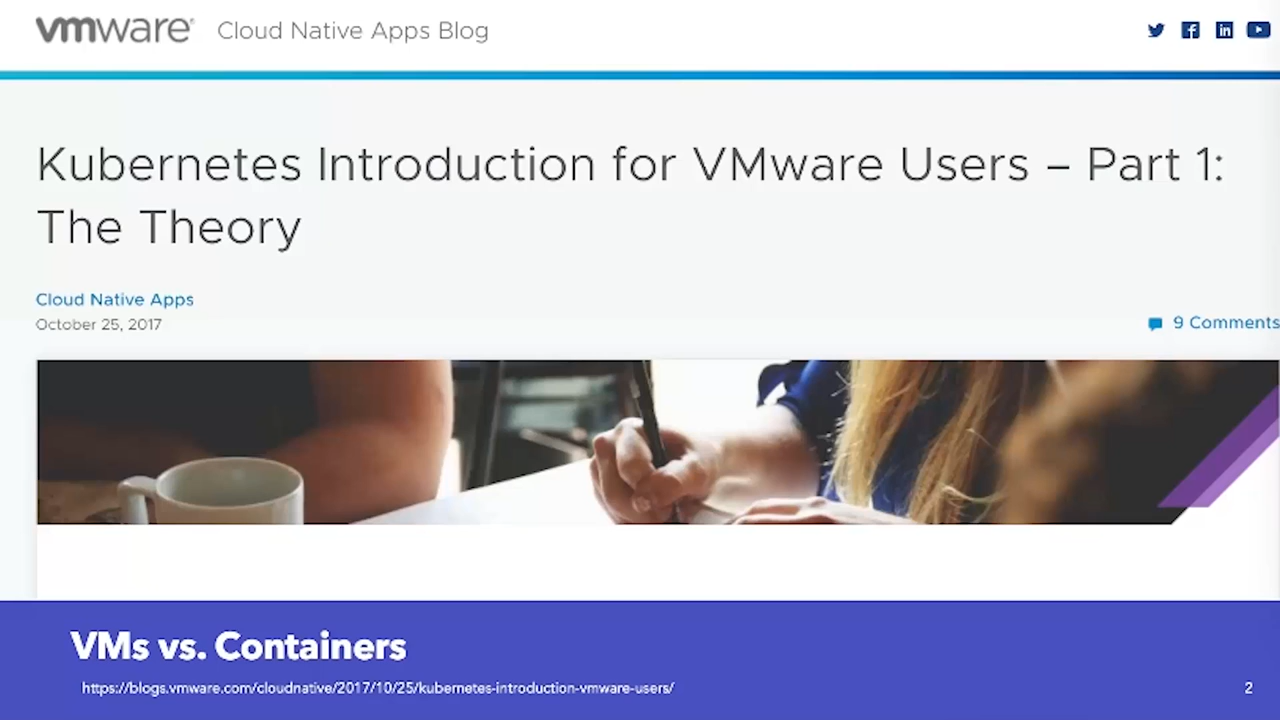 vmware® Cloud Native Apps Blog
Kubernetes Introduction for VMware Users – Part 1:
The Theory
Cloud Native Apps
October 25, 2017
9 Comments
VMs vs. Containers
https://blogs.vmware.com/cloudnative/2017/10/25/kubernetes-introduction-vmware-users/
2